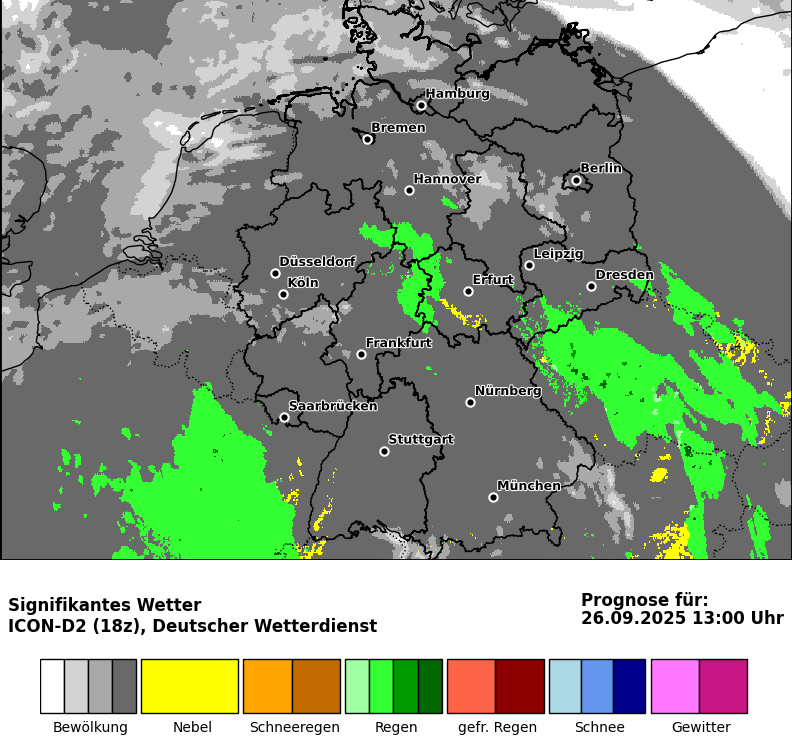 Hamburg
Bremen
Berlin
Hannover
Leipzig
Düsseldorf
Dresden
Köln
Erfurt
Frankfurt
Nürnberg
Saarbrücken
Stuttgart
München
Signifikantes Wetter
ICON-D2 (18z), Deutscher Wetterdienst
Prognose für:
26.09.2025 13:00 Uhr
Bewölkung
Nebel
Schneeregen
Regen
gefr. Regen
Schnee
Gewitter